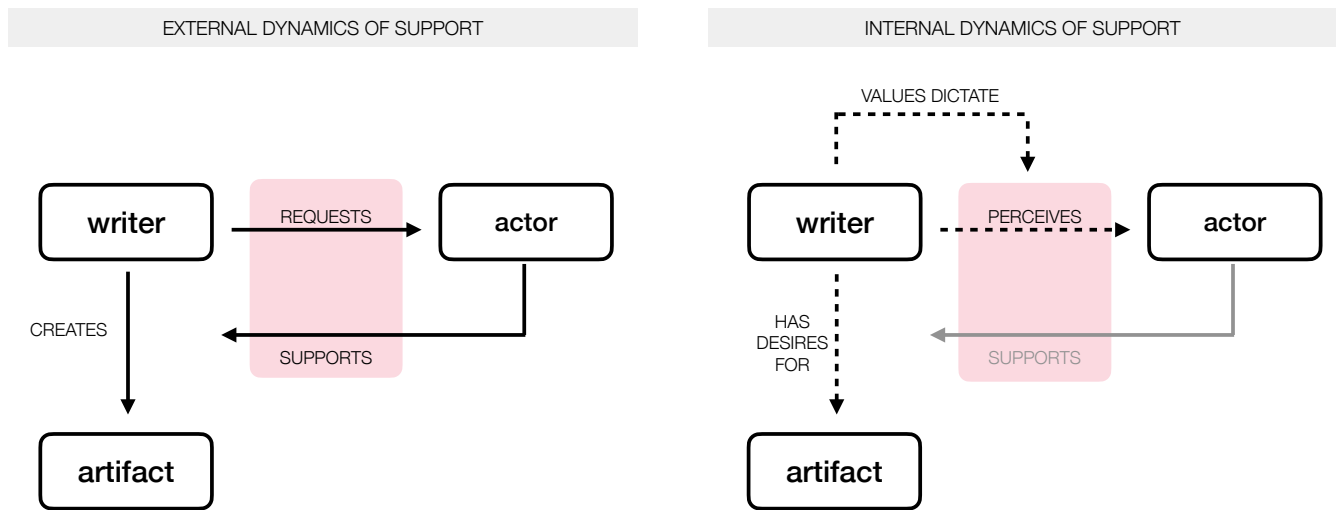 EXTERNAL DYNAMICS OF SUPPORT
writer
REQUESTS
actor
CREATES
SUPPORTS
artifact
INTERNAL DYNAMICS OF SUPPORT
VALUES DICTATE
writer
PERCEIVES
actor
HAS
DESIRES
FOR
SUPPORTS
artifact